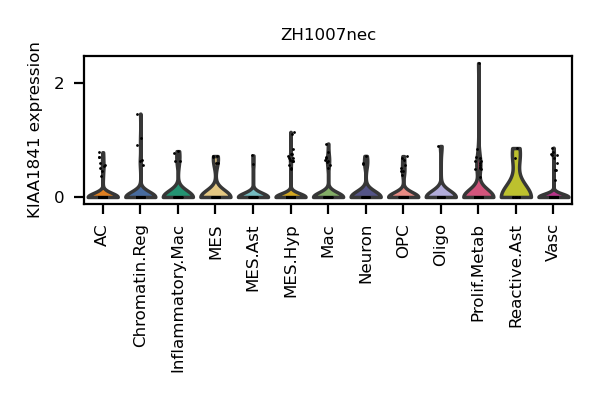 ZH1007nec
KIAA1841 expression
2
0
AC
Chromatin.Reg
Inflammatory.Mac
MES
MES.Ast
MES.Hyp
Mac
Neuron
OPC
Oligo
Prolif.Metab
Reactive.Ast
Vasc